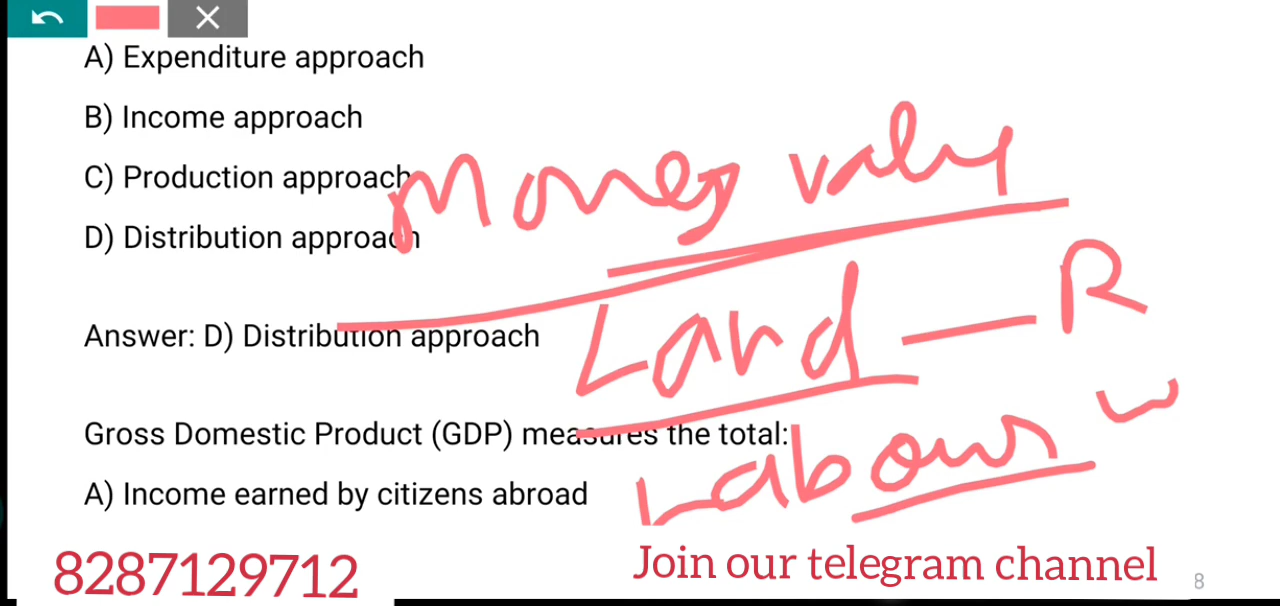 A) Expenditure approach
B) Income approach
C) Production approach
Money value
D) Distribution approach
Land — R
Answer: D) Distribution approach
Labour W
Gross Domestic Product (GDP) measures the total:
A) Income earned by citizens abroad
8287129712
Join our telegram channel
8